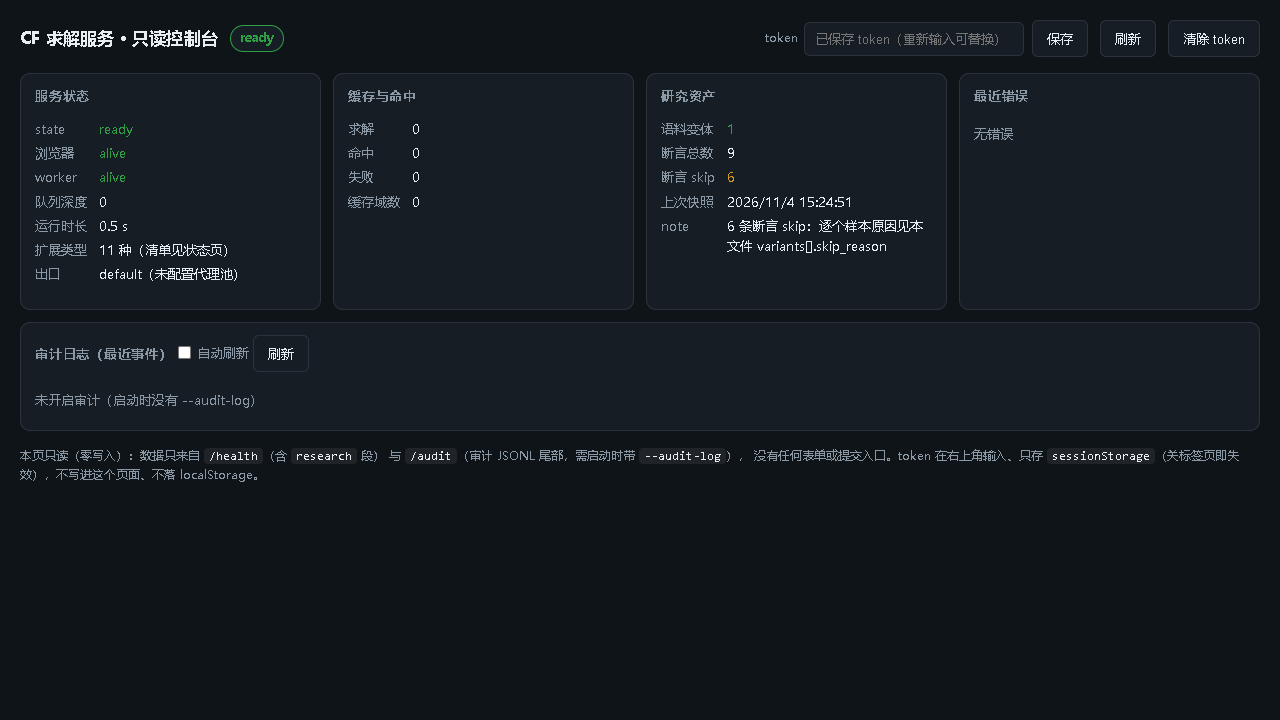 CF 求解服务 • 只读控制台 ready token 已保存 token（重新输入可替换） 保存 刷新 清除 token
服务状态
state ready
浏览器 alive
worker alive
队列深度 0
运行时长 0.5 s
扩展类型 11 种（清单见状态页）
出口 default（未配置代理池）
缓存与命中
求解 0
命中 0
失败 0
缓存域数 0
研究资产
语料变体 1
断言总数 9
断言 skip 6
上次快照 2026/11/4 15:24:51
note 6 条断言 skip：逐个样本原因见本
文件 variants[].skip_reason
最近错误
无错误
审计日志（最近事件） 自动刷新 刷新
未开启审计（启动时没有 --audit-log）
本页只读（零写入）：数据只来自 /health（含 research 段） 与 /audit（审计 JSONL 尾部，需启动时带 --audit-log），没有任何表单或提交入口。token 在右上角输入、只存 sessionStorage（关标签页即失
效），不写进这个页面、不落 localStorage。